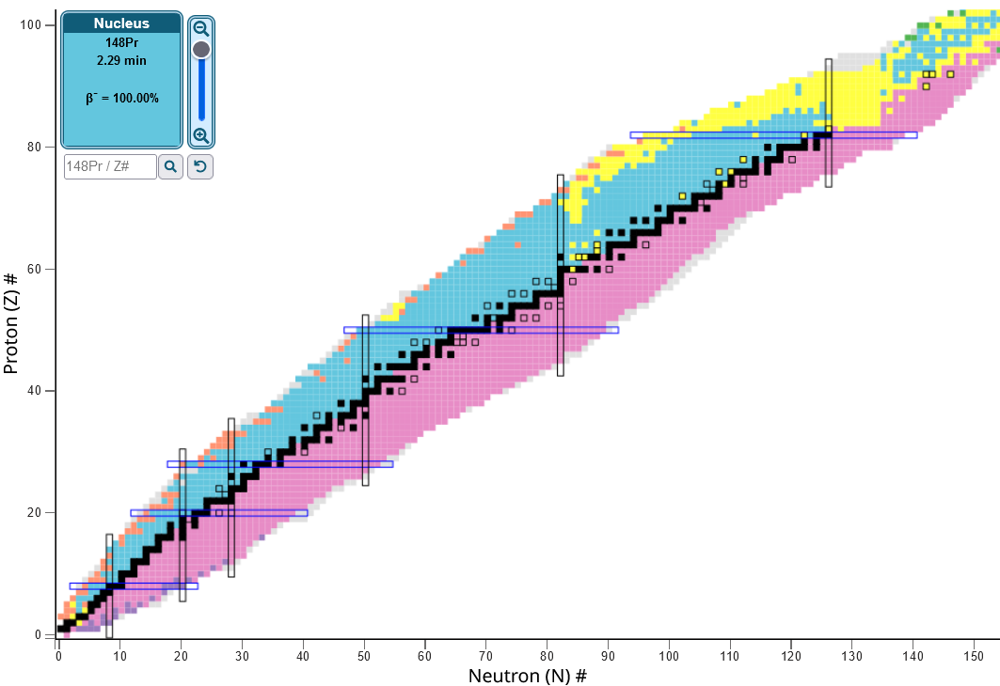 Nucleus
148Pr
2.29 min
β⁻ = 100.00%
148Pr / Z#
Proton (Z) #
100
80
60
40
20
0
0 10 20 30 40 50 60 70 80 90 100 110 120 130 140 150
Neutron (N) #